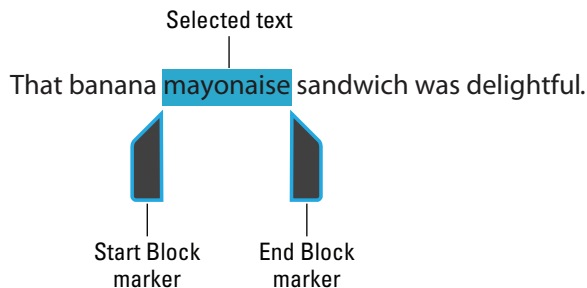 Selected text
That banana mayonaise sandwich was delightful.
Start Block
marker
End Block
marker